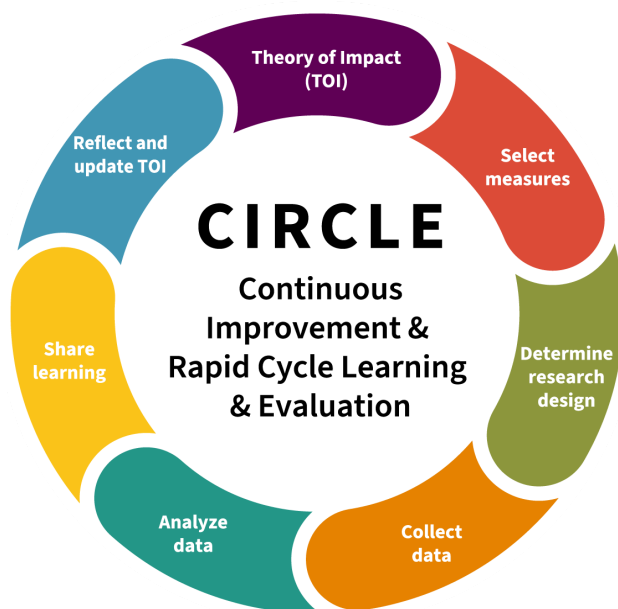 Theory of Impact
(TOI)
Select
measures
Determine
research
design
Collect
data
Analyze
data
Share
learning
Reflect and
update TOI
CIRCLE
Continuous
Improvement &
Rapid Cycle Learning
& Evaluation